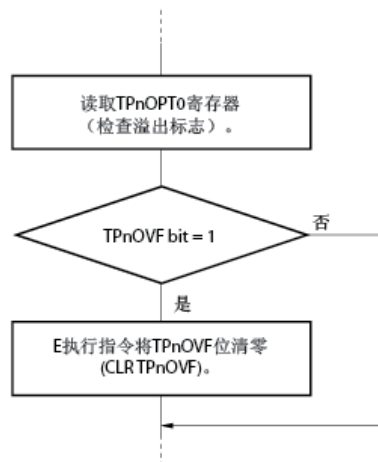 读取TPnOPT0寄存器
（检查溢出标志）。
TPnOVF bit = 1
否
是
E执行指令将TPnOVF位清零
(CLR TPnOVF)。